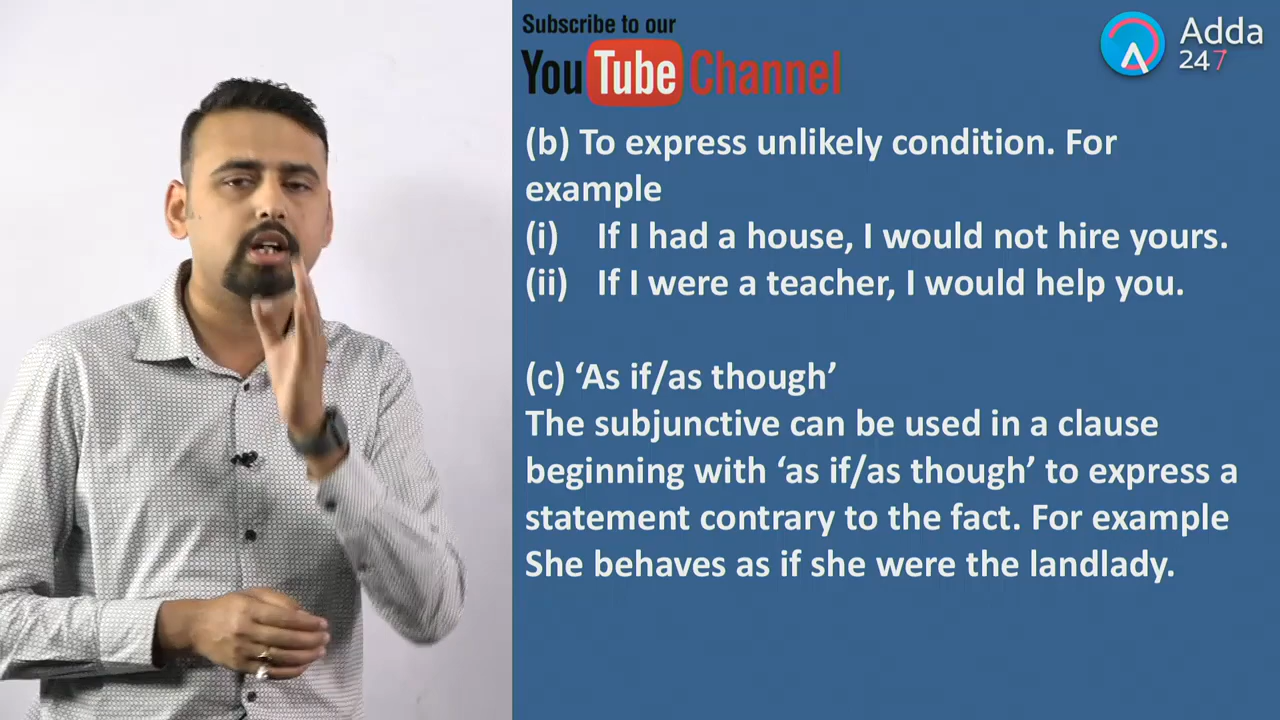 Subscribe to our
YouTube Channel
Adda
247
(b) To express unlikely condition. For
example
(i) If I had a house, I would not hire yours.
(ii) If I were a teacher, I would help you.
(c) ‘As if/as though’
The subjunctive can be used in a clause
beginning with ‘as if/as though’ to express a
statement contrary to the fact. For example
She behaves as if she were the landlady.